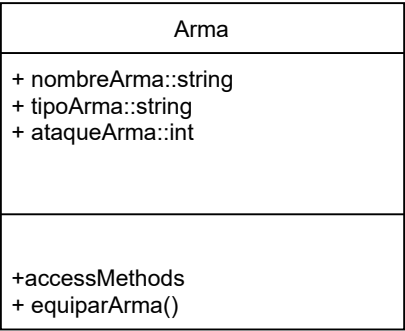 Arma
+ nombreArma::string
+ tipoArma::string
+ ataqueArma::int
+accessMethods
+ equiparArma()